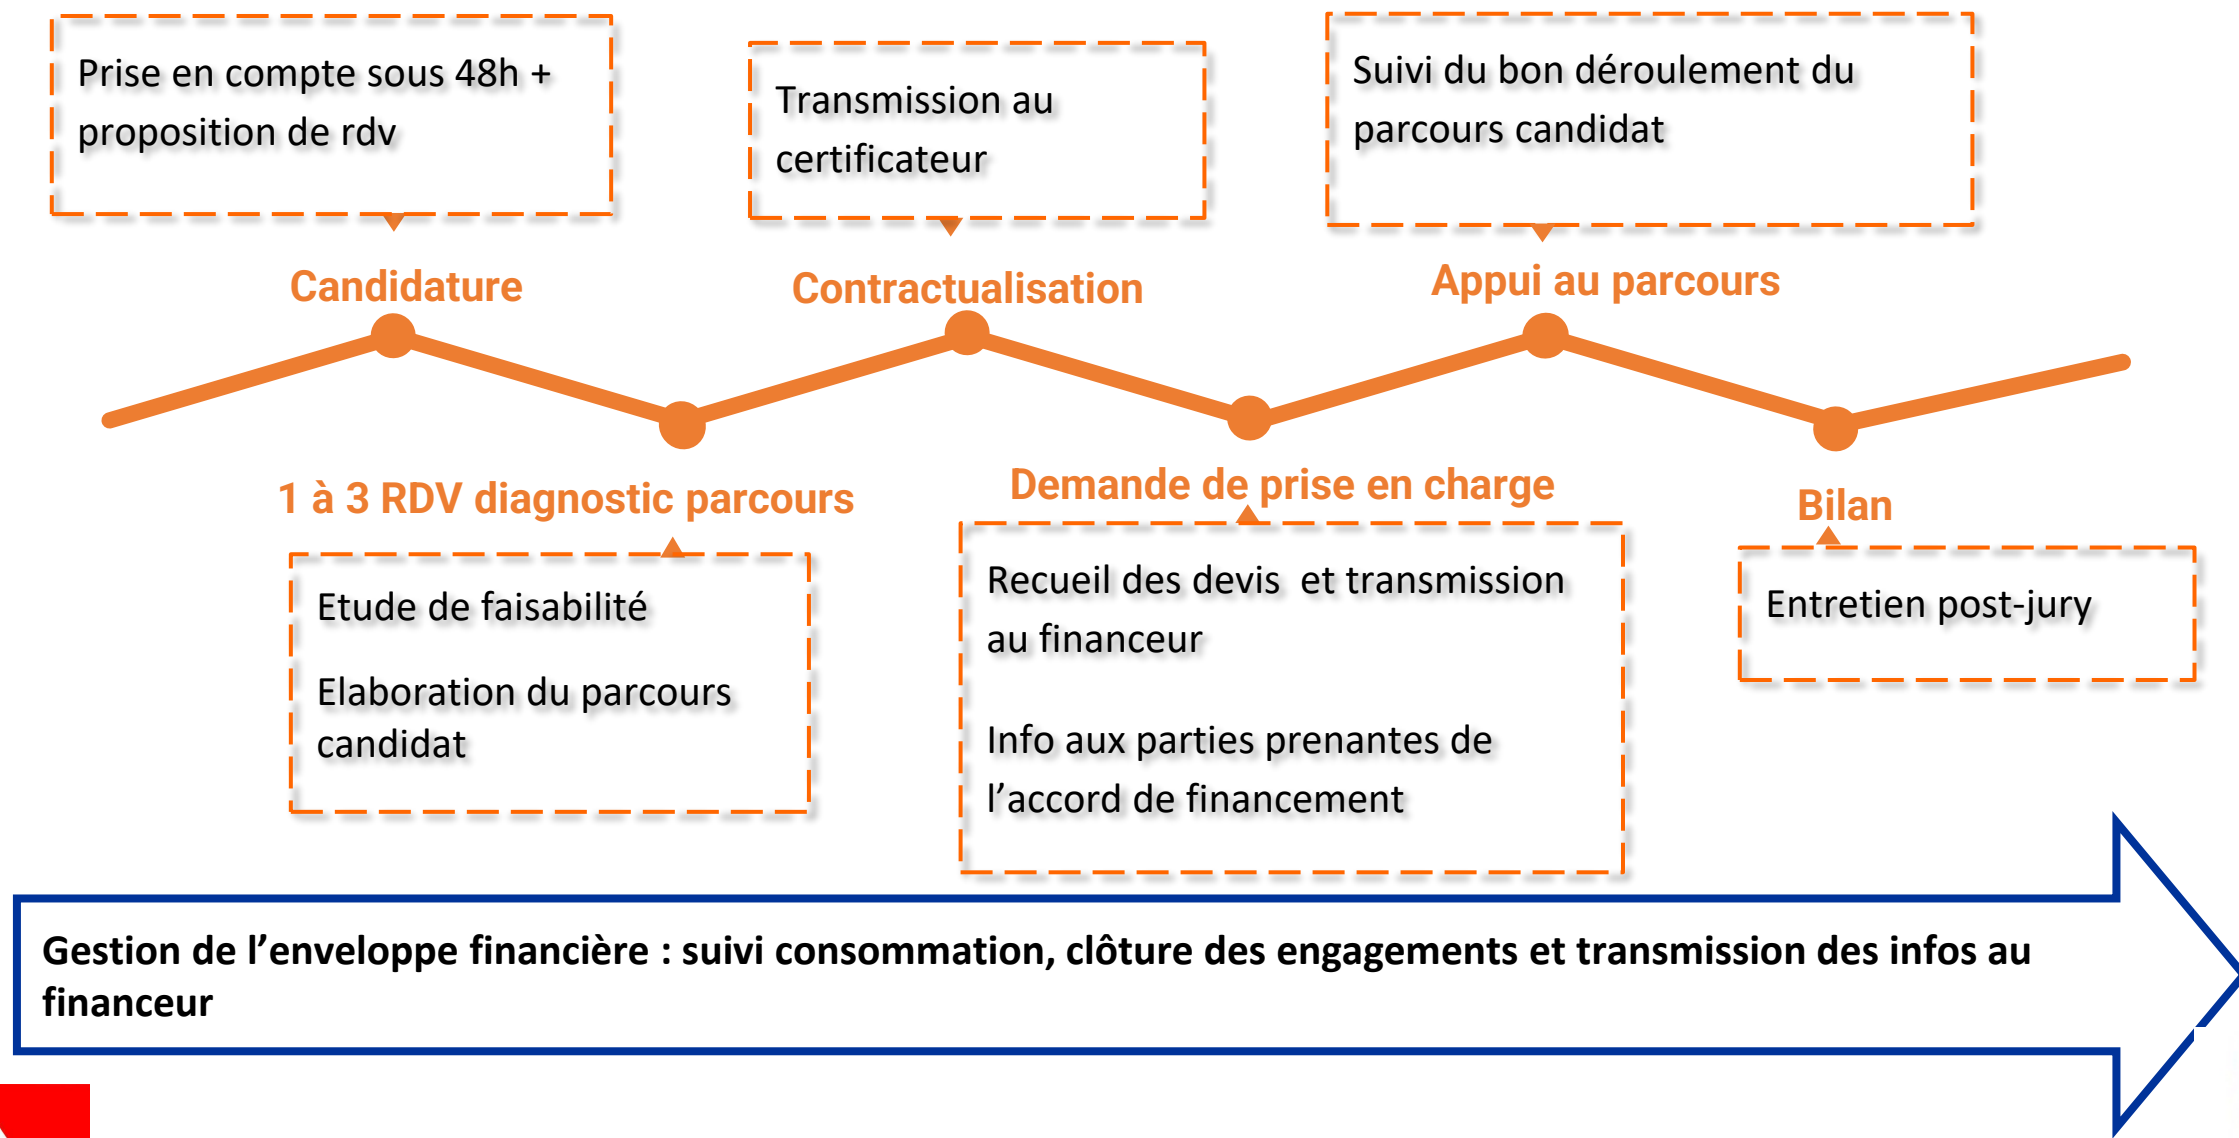 Prise en compte sous 48h +
proposition de rdv
Transmission au
certificateur
Suivi du bon déroulement du
parcours candidat
Candidature
Contractualisation
Appui au parcours
1 à 3 RDV diagnostic parcours
Demande de prise en charge
Bilan
Etude de faisabilité
Elaboration du parcours
candidat
Recueil des devis  et transmission
au financeur
Info aux parties prenantes de
l’accord de financement
Entretien post-jury
Gestion de l’enveloppe financière : suivi consommation, clôture des engagements et transmission des infos au
financeur